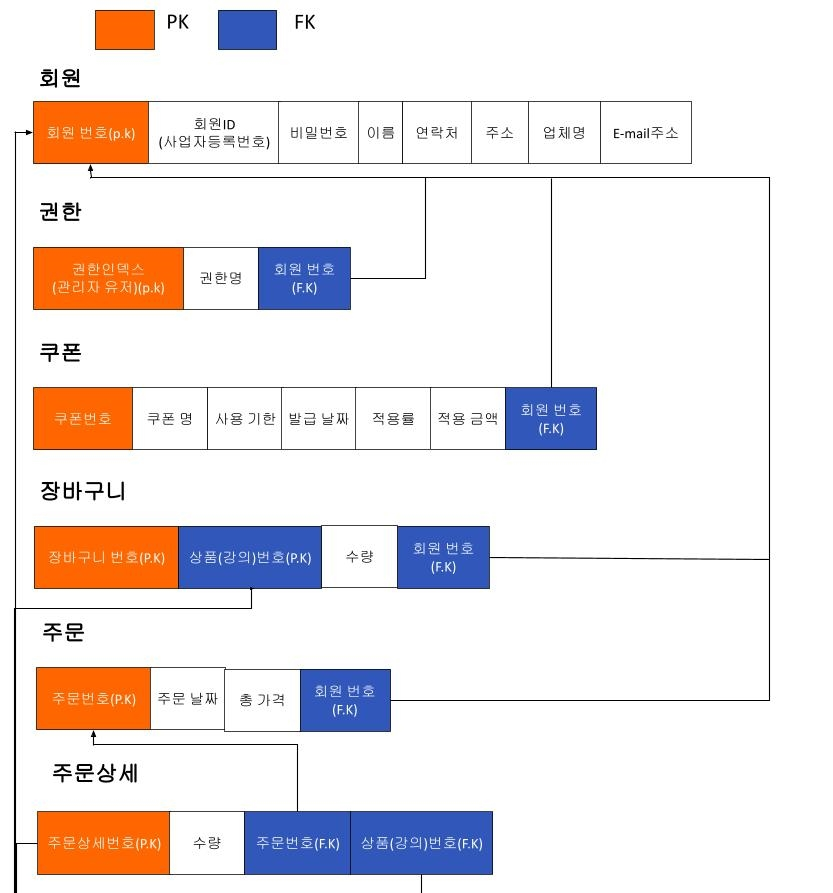 PK
FK
회원
회원 번호(p.k)
회원ID
(사업자등록번호)
비밀번호
이름
연락처
주소
업체명
E-mail주소
권한
권한인덱스
(관리자 유저)(p.k)
권한명
회원 번호
(F.K)
쿠폰
쿠폰번호
쿠폰 명
사용 기한
발급 날짜
적용률
적용 금액
회원 번호
(F.K)
장바구니
장바구니 번호(P.K)
상품(강의)번호(P.K)
수량
회원 번호
(F.K)
주문
주문번호(P.K)
주문 날짜
총 가격
회원 번호
(F.K)
주문상세
주문상세번호(P.K)
수량
주문번호(F.K)
상품(강의)번호(F.K)